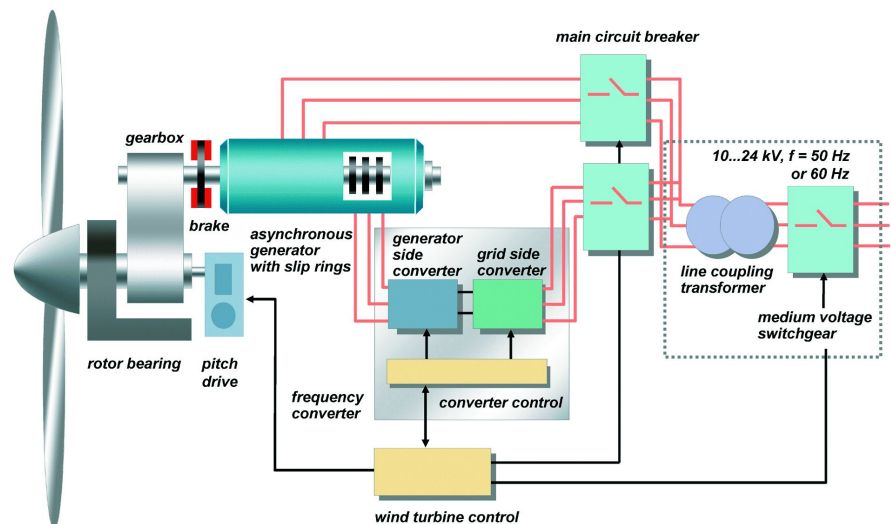 main circuit breaker
gearbox
10...24 kV, f = 50 Hz
or 60 Hz
brake
asynchronous
generator
with slip rings
generator
side
converter
grid side
converter
line coupling
transformer
medium voltage
switchgear
rotor bearing
pitch
drive
frequency
converter
converter control
wind turbine control